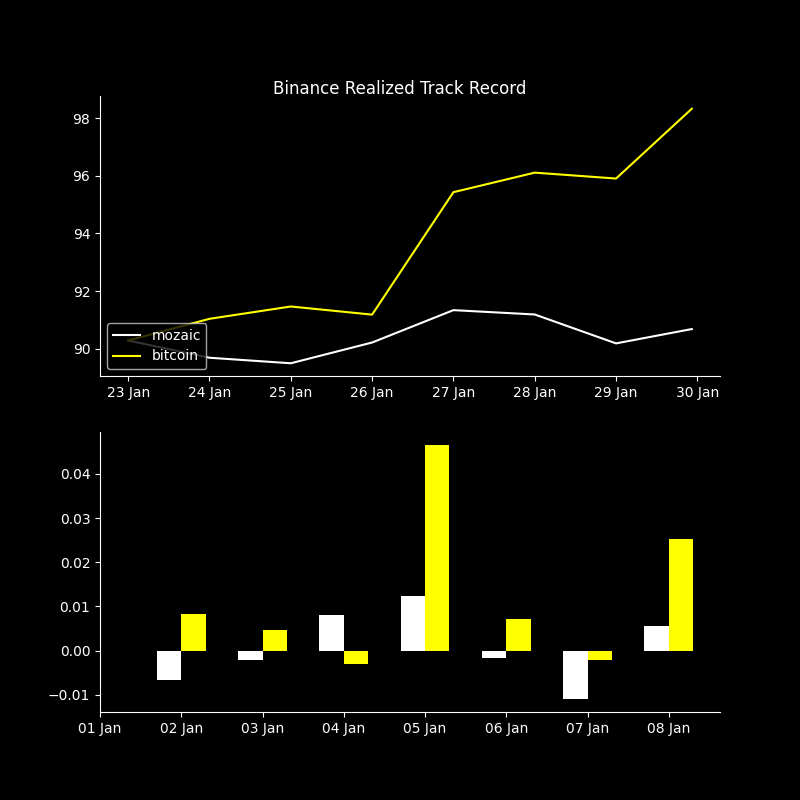 Binance Realized Track Record
98
96
94
92
90
mozaic
bitcoin
23 Jan 24 Jan 25 Jan 26 Jan 27 Jan 28 Jan 29 Jan 30 Jan
0.04
0.03
0.02
0.01
0.00
−0.01
01 Jan 02 Jan 03 Jan 04 Jan 05 Jan 06 Jan 07 Jan 08 Jan